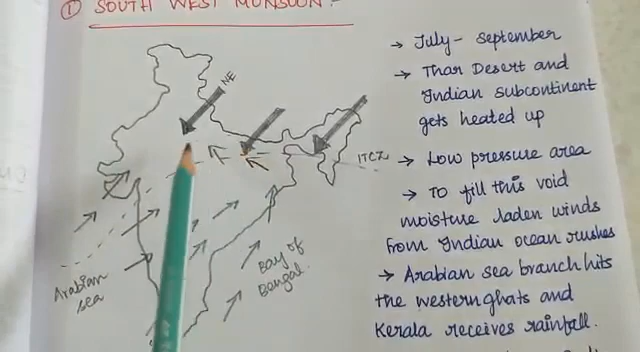 ① SOUTH WEST MONSOON :-
→ July - September
→ Thar Desert and
Indian subcontinent
gets heated up
→ Low pressure area
→ To fill this void
moisture laden winds
from Indian ocean rushes
→ Arabian sea branch hits
the western ghats and
Kerala receives rainfall.
NE
ITCZ
Arabian
sea
Bay of
Bengal.